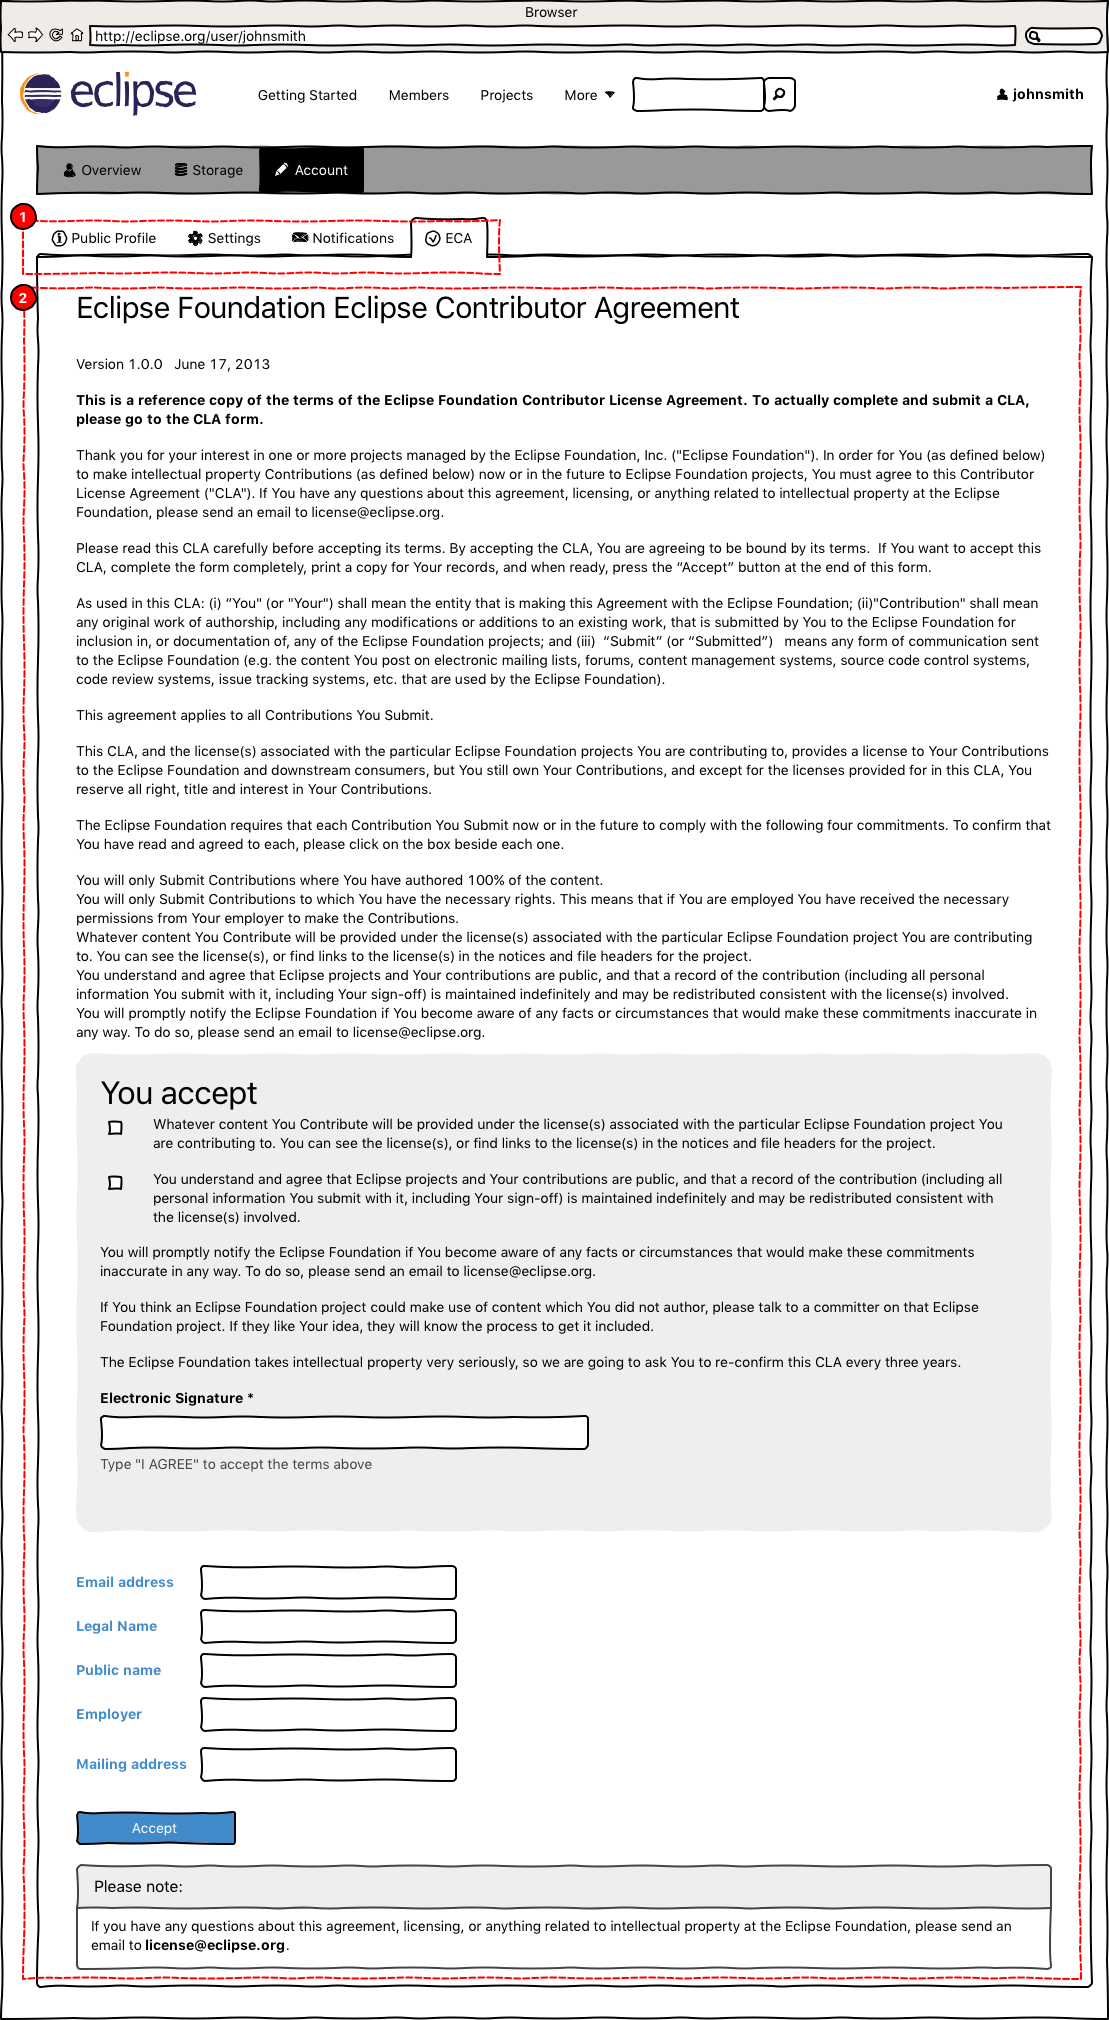 Browser
http://eclipse.org/user/johnsmith
eclipse
Getting Started Members Projects More
johnsmith
Overview Storage Account
1
Public Profile Settings Notifications ECA
2
Eclipse Foundation Eclipse Contributor Agreement
Version 1.0.0 June 17, 2013
This is a reference copy of the terms of the Eclipse Foundation Contributor License Agreement. To actually complete and submit a CLA,
please go to the CLA form.
Thank you for your interest in one or more projects managed by the Eclipse Foundation, Inc. ("Eclipse Foundation"). In order for You (as defined below)
to make intellectual property Contributions (as defined below) now or in the future to Eclipse Foundation projects, You must agree to this Contributor
License Agreement ("CLA"). If You have any questions about this agreement, licensing, or anything related to intellectual property at the Eclipse
Foundation, please send an email to license@eclipse.org.
Please read this CLA carefully before accepting its terms. By accepting the CLA, You are agreeing to be bound by its terms.  If You want to accept this
CLA, complete the form completely, print a copy for Your records, and when ready, press the “Accept” button at the end of this form.
As used in this CLA: (i) “You" (or "Your") shall mean the entity that is making this Agreement with the Eclipse Foundation; (ii)"Contribution" shall mean
any original work of authorship, including any modifications or additions to an existing work, that is submitted by You to the Eclipse Foundation for
inclusion in, or documentation of, any of the Eclipse Foundation projects; and (iii)  “Submit” (or “Submitted”)   means any form of communication sent
to the Eclipse Foundation (e.g. the content You post on electronic mailing lists, forums, content management systems, source code control systems,
code review systems, issue tracking systems, etc. that are used by the Eclipse Foundation).
This agreement applies to all Contributions You Submit.
This CLA, and the license(s) associated with the particular Eclipse Foundation projects You are contributing to, provides a license to Your Contributions
to the Eclipse Foundation and downstream consumers, but You still own Your Contributions, and except for the licenses provided for in this CLA, You
reserve all right, title and interest in Your Contributions.
The Eclipse Foundation requires that each Contribution You Submit now or in the future to comply with the following four commitments. To confirm that
You have read and agreed to each, please click on the box beside each one.
You will only Submit Contributions where You have authored 100% of the content.
You will only Submit Contributions to which You have the necessary rights. This means that if You are employed You have received the necessary
permissions from Your employer to make the Contributions.
Whatever content You Contribute will be provided under the license(s) associated with the particular Eclipse Foundation project You are contributing
to. You can see the license(s), or find links to the license(s) in the notices and file headers for the project.
You understand and agree that Eclipse projects and Your contributions are public, and that a record of the contribution (including all personal
information You submit with it, including Your sign-off) is maintained indefinitely and may be redistributed consistent with the license(s) involved.
You will promptly notify the Eclipse Foundation if You become aware of any facts or circumstances that would make these commitments inaccurate in
any way. To do so, please send an email to license@eclipse.org.
You accept
Whatever content You Contribute will be provided under the license(s) associated with the particular Eclipse Foundation project You
are contributing to. You can see the license(s), or find links to the license(s) in the notices and file headers for the project.
You understand and agree that Eclipse projects and Your contributions are public, and that a record of the contribution (including all
personal information You submit with it, including Your sign-off) is maintained indefinitely and may be redistributed consistent with
the license(s) involved.
You will promptly notify the Eclipse Foundation if You become aware of any facts or circumstances that would make these commitments
inaccurate in any way. To do so, please send an email to license@eclipse.org.
If You think an Eclipse Foundation project could make use of content which You did not author, please talk to a committer on that Eclipse
Foundation project. If they like Your idea, they will know the process to get it included.
The Eclipse Foundation takes intellectual property very seriously, so we are going to ask You to re-confirm this CLA every three years.
Electronic Signature *
Type "I AGREE" to accept the terms above
Email address
Legal Name
Public name
Employer
Mailing address
Accept
Please note:
If you have any questions about this agreement, licensing, or anything related to intellectual property at the Eclipse Foundation, please send an
email to license@eclipse.org.